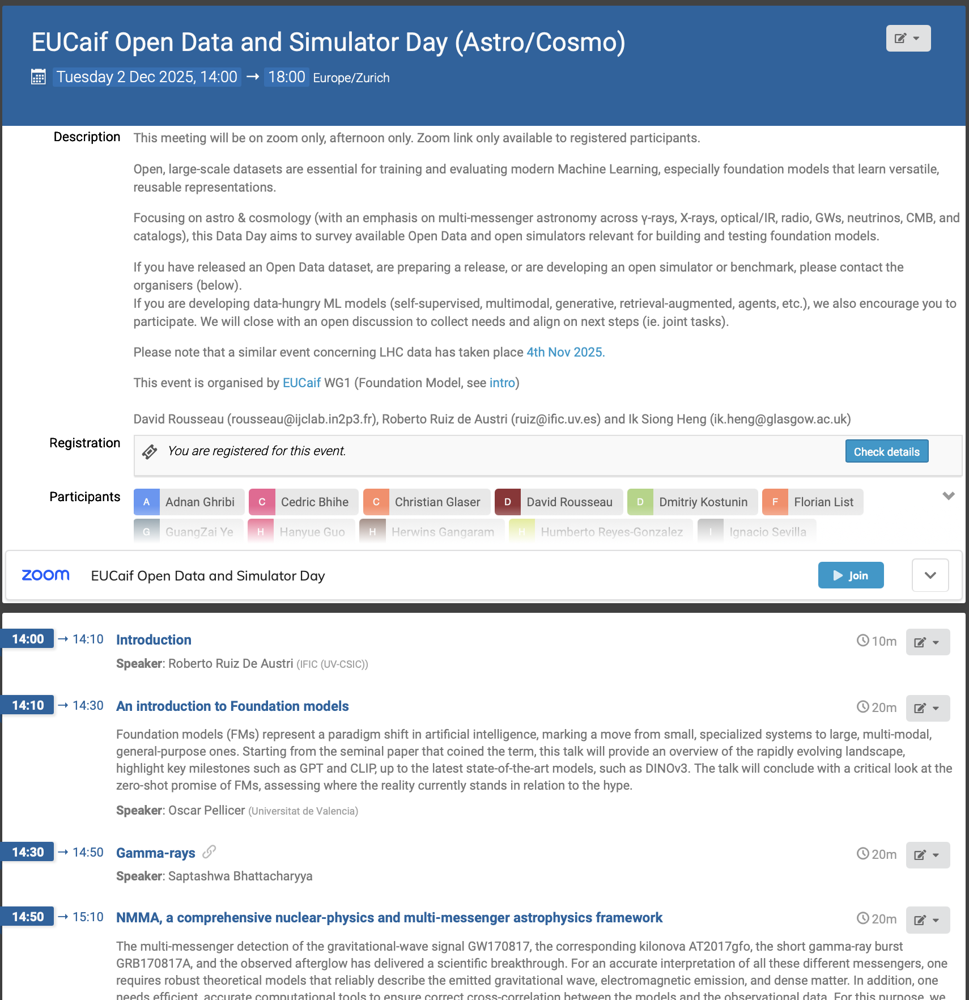 EUCaif Open Data and Simulator Day (Astro/Cosmo)
Tuesday 2 Dec 2025, 14:00 → 18:00 Europe/Zurich
Description
This meeting will be on zoom only, afternoon only. Zoom link only available to registered participants.
Open, large-scale datasets are essential for training and evaluating modern Machine Learning, especially foundation models that learn versatile,
reusable representations.
Focusing on astro & cosmology (with an emphasis on multi-messenger astronomy across γ-rays, X-rays, optical/IR, radio, GWs, neutrinos, CMB, and
catalogs), this Data Day aims to survey available Open Data and open simulators relevant for building and testing foundation models.
If you have released an Open Data dataset, are preparing a release, or are developing an open simulator or benchmark, please contact the
organisers (below).
If you are developing data-hungry ML models (self-supervised, multimodal, generative, retrieval-augmented, agents, etc.), we also encourage you to
participate. We will close with an open discussion to collect needs and align on next steps (ie. joint tasks).
Please note that a similar event concerning LHC data has taken place 4th Nov 2025.
This event is organised by EUCaif WG1 (Foundation Model, see intro)
David Rousseau (rousseau@ijclab.in2p3.fr), Roberto Ruiz de Austri (ruiz@ific.uv.es) and Ik Siong Heng (ik.heng@glasgow.ac.uk)
Registration
You are registered for this event.
Check details
Participants
A Adnan Ghribi C Cedric Bhihe C Christian Glaser D David Rousseau D Dmitriy Kostunin F Florian List
G GuangZai Ye H Hanyue Guo H Herwins Gangaram H Humberto Reyes-Gonzalez I Ignacio Sevilla
zoom EUCaif Open Data and Simulator Day Join
14:00 → 14:10 Introduction 10m
Speaker: Roberto Ruiz De Austri (IFIC (UV-CSIC))
14:10 → 14:30 An introduction to Foundation models 20m
Foundation models (FMs) represent a paradigm shift in artificial intelligence, marking a move from small, specialized systems to large, multi-modal,
general-purpose ones. Starting from the seminal paper that coined the term, this talk will provide an overview of the rapidly evolving landscape,
highlight key milestones such as GPT and CLIP, up to the latest state-of-the-art models, such as DINOv3. The talk will conclude with a critical look at the
zero-shot promise of FMs, assessing where the reality currently stands in relation to the hype.
Speaker: Oscar Pellicer (Universitat de Valencia)
14:30 → 14:50 Gamma-rays 20m
Speaker: Saptashwa Bhattacharyya
14:50 → 15:10 NMMA, a comprehensive nuclear-physics and multi-messenger astrophysics framework 20m
The multi-messenger detection of the gravitational-wave signal GW170817, the corresponding kilonova AT2017gfo, the short gamma-ray burst
GRB170817A, and the observed afterglow has delivered a scientific breakthrough. For an accurate interpretation of all these different messengers, one
requires robust theoretical models that reliably describe the emitted gravitational wave, electromagnetic emission, and dense matter. In addition, one
needs efficient, accurate computational tools to ensure correct cross-correlation between the models and the observational data. For this purpose, we